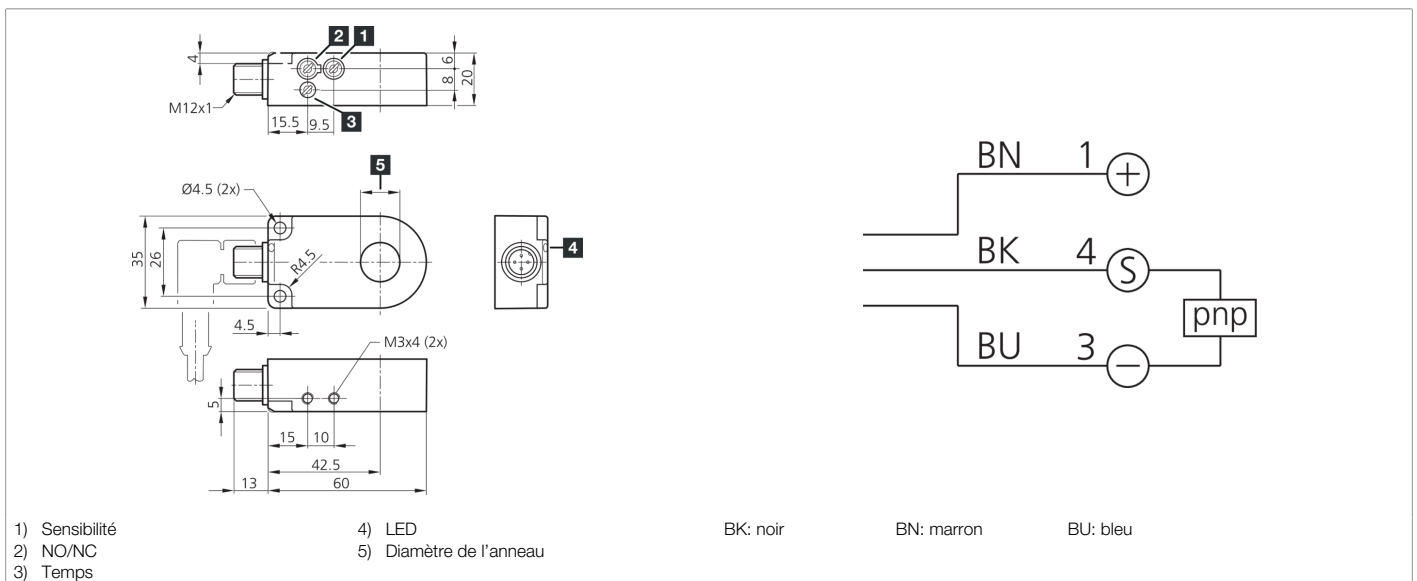 2 1
4
6
20
8
M12x1
15.5 9.5 3
5
Ø4.5 (2x)
35
26
R4.5
4
4.5
M3x4 (2x)
5
15 10
42.5
13 60
BN 1 +
BK 4 S
pnp
BU 3 −
1) Sensibilité
2) NO/NC
3) Temps
4) LED
5) Diamètre de l'anneau
BK: noir BN: marron BU: bleu